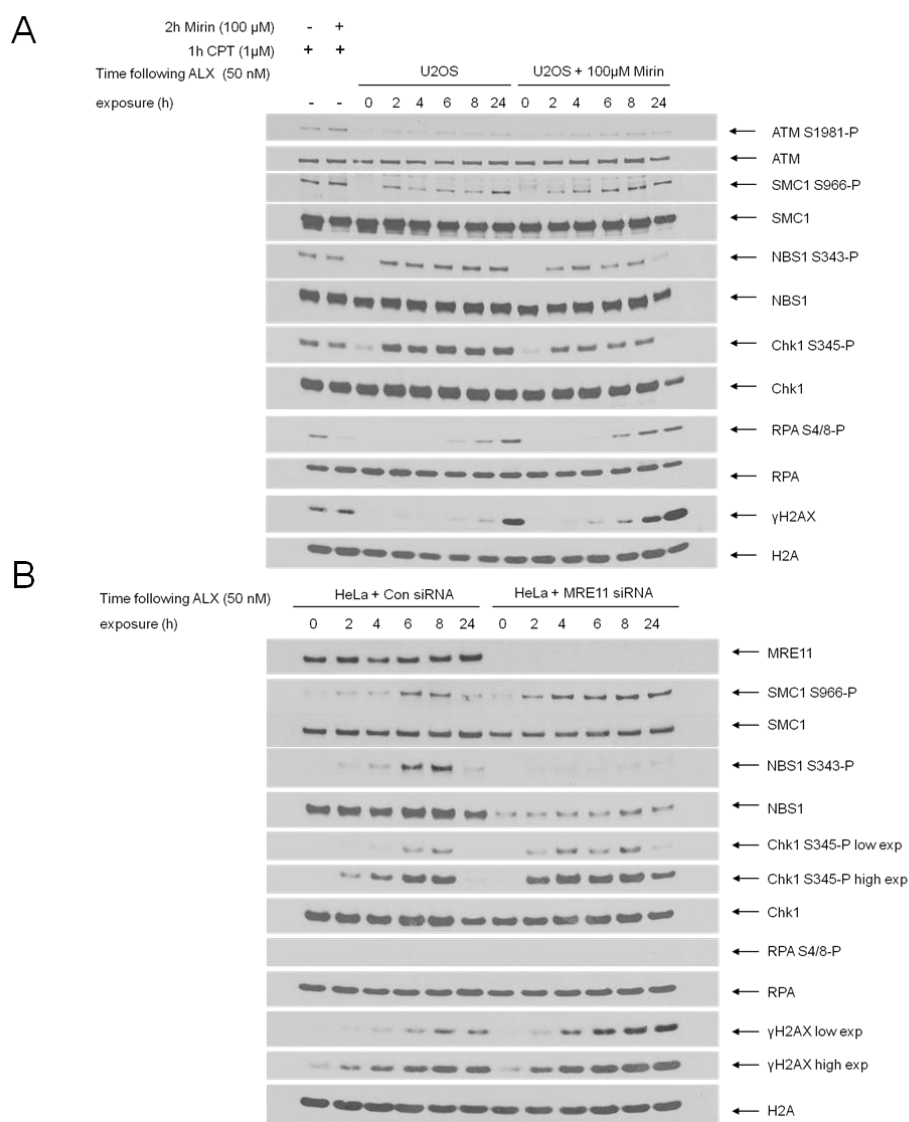 A
2h Mirin (100 µM) - +
1h CPT (1µM) + +
Time following ALX (50 nM) U2OS U2OS + 100µM Mirin
exposure (h) - - 0 2 4 6 8 24 0 2 4 6 8 24
ATM S1981-P
ATM
SMC1 S966-P
SMC1
NBS1 S343-P
NBS1
Chk1 S345-P
Chk1
RPA S4/8-P
RPA
γH2AX
H2A
B
Time following ALX (50 nM) HeLa + Con siRNA HeLa + MRE11 siRNA
exposure (h) 0 2 4 6 8 24 0 2 4 6 8 24
MRE11
SMC1 S966-P
SMC1
NBS1 S343-P
NBS1
Chk1 S345-P low exp
Chk1 S345-P high exp
Chk1
RPA S4/8-P
RPA
γH2AX low exp
γH2AX high exp
H2A